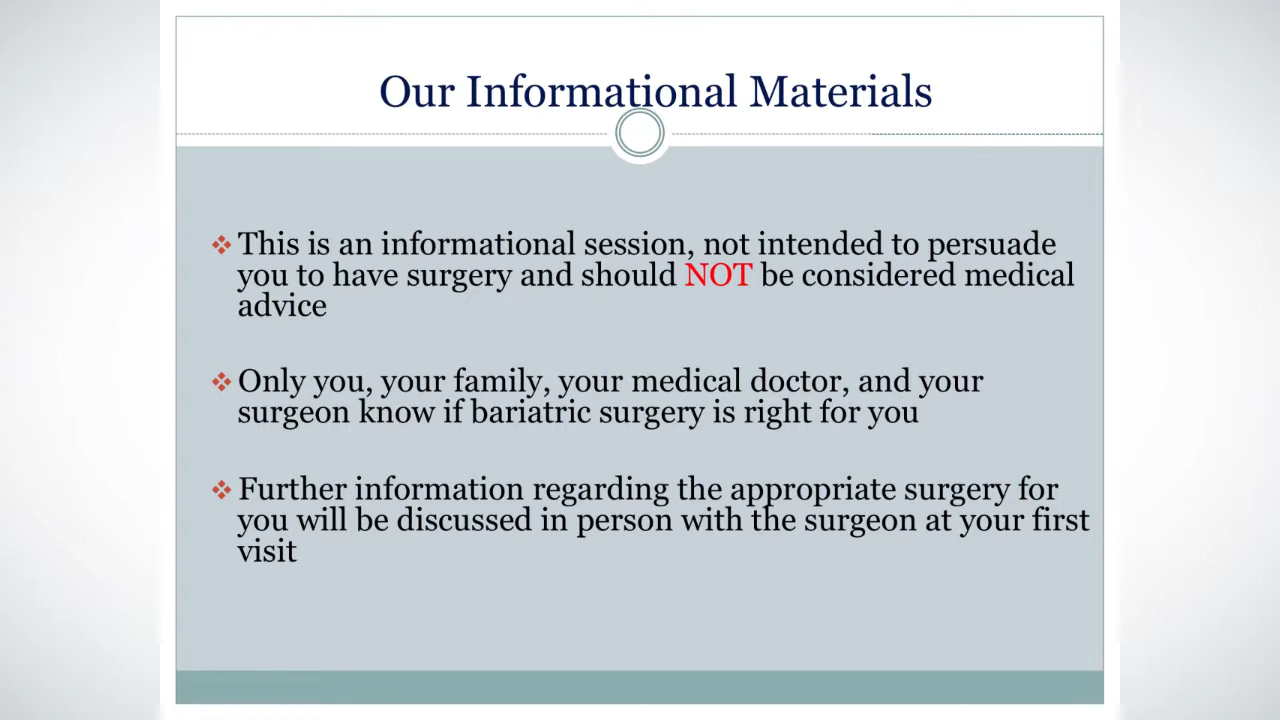 Our Informational Materials
This is an informational session, not intended to persuade
you to have surgery and should NOT be considered medical
advice
Only you, your family, your medical doctor, and your
surgeon know if bariatric surgery is right for you
Further information regarding the appropriate surgery for
you will be discussed in person with the surgeon at your first
visit